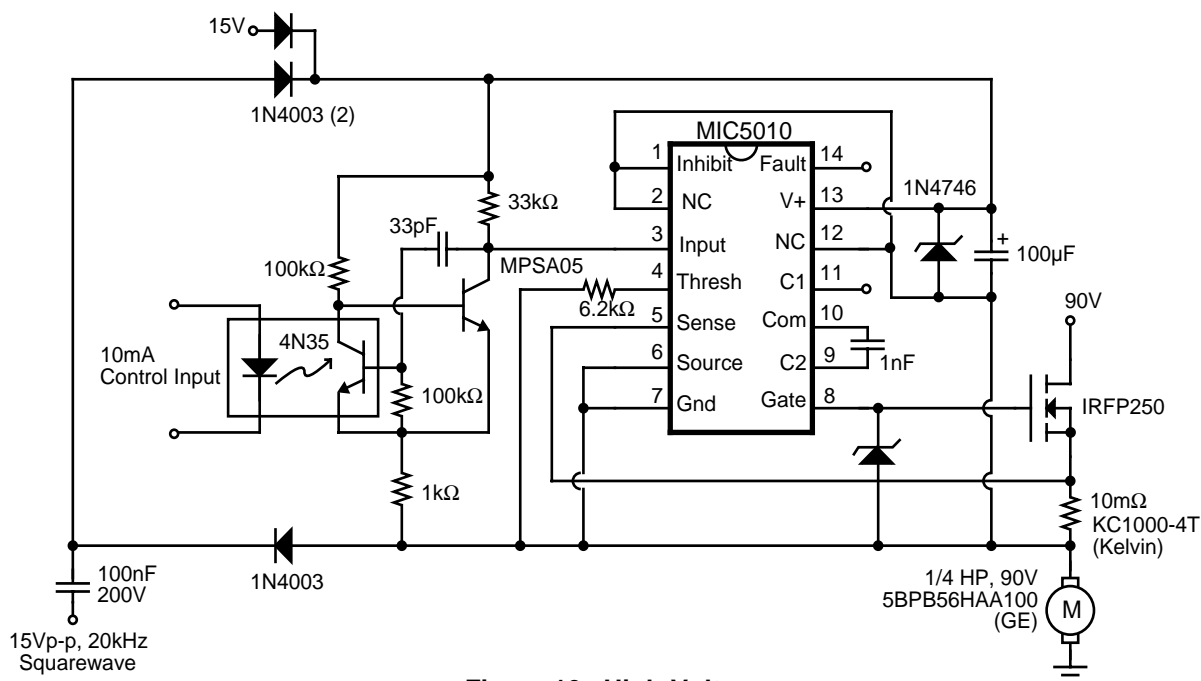 15V
1N4003 (2)
33kΩ
33pF
100kΩ
MPSA05
4N35
10mA
Control Input
100kΩ
1kΩ
6.2kΩ
MIC5010
1 Inhibit Fault 14
2 NC V+ 13
3 Input NC 12
4 Thresh C1 11
5 Sense Com 10
6 Source C2 9
7 Gnd Gate 8
1nF
1N4746
+
100µF
90V
IRFP250
10mΩ
KC1000-4T
(Kelvin)
1N4003
100nF
200V
15Vp-p, 20kHz
Squarewave
1/4 HP, 90V
5BPB56HAA100
(GE)
M